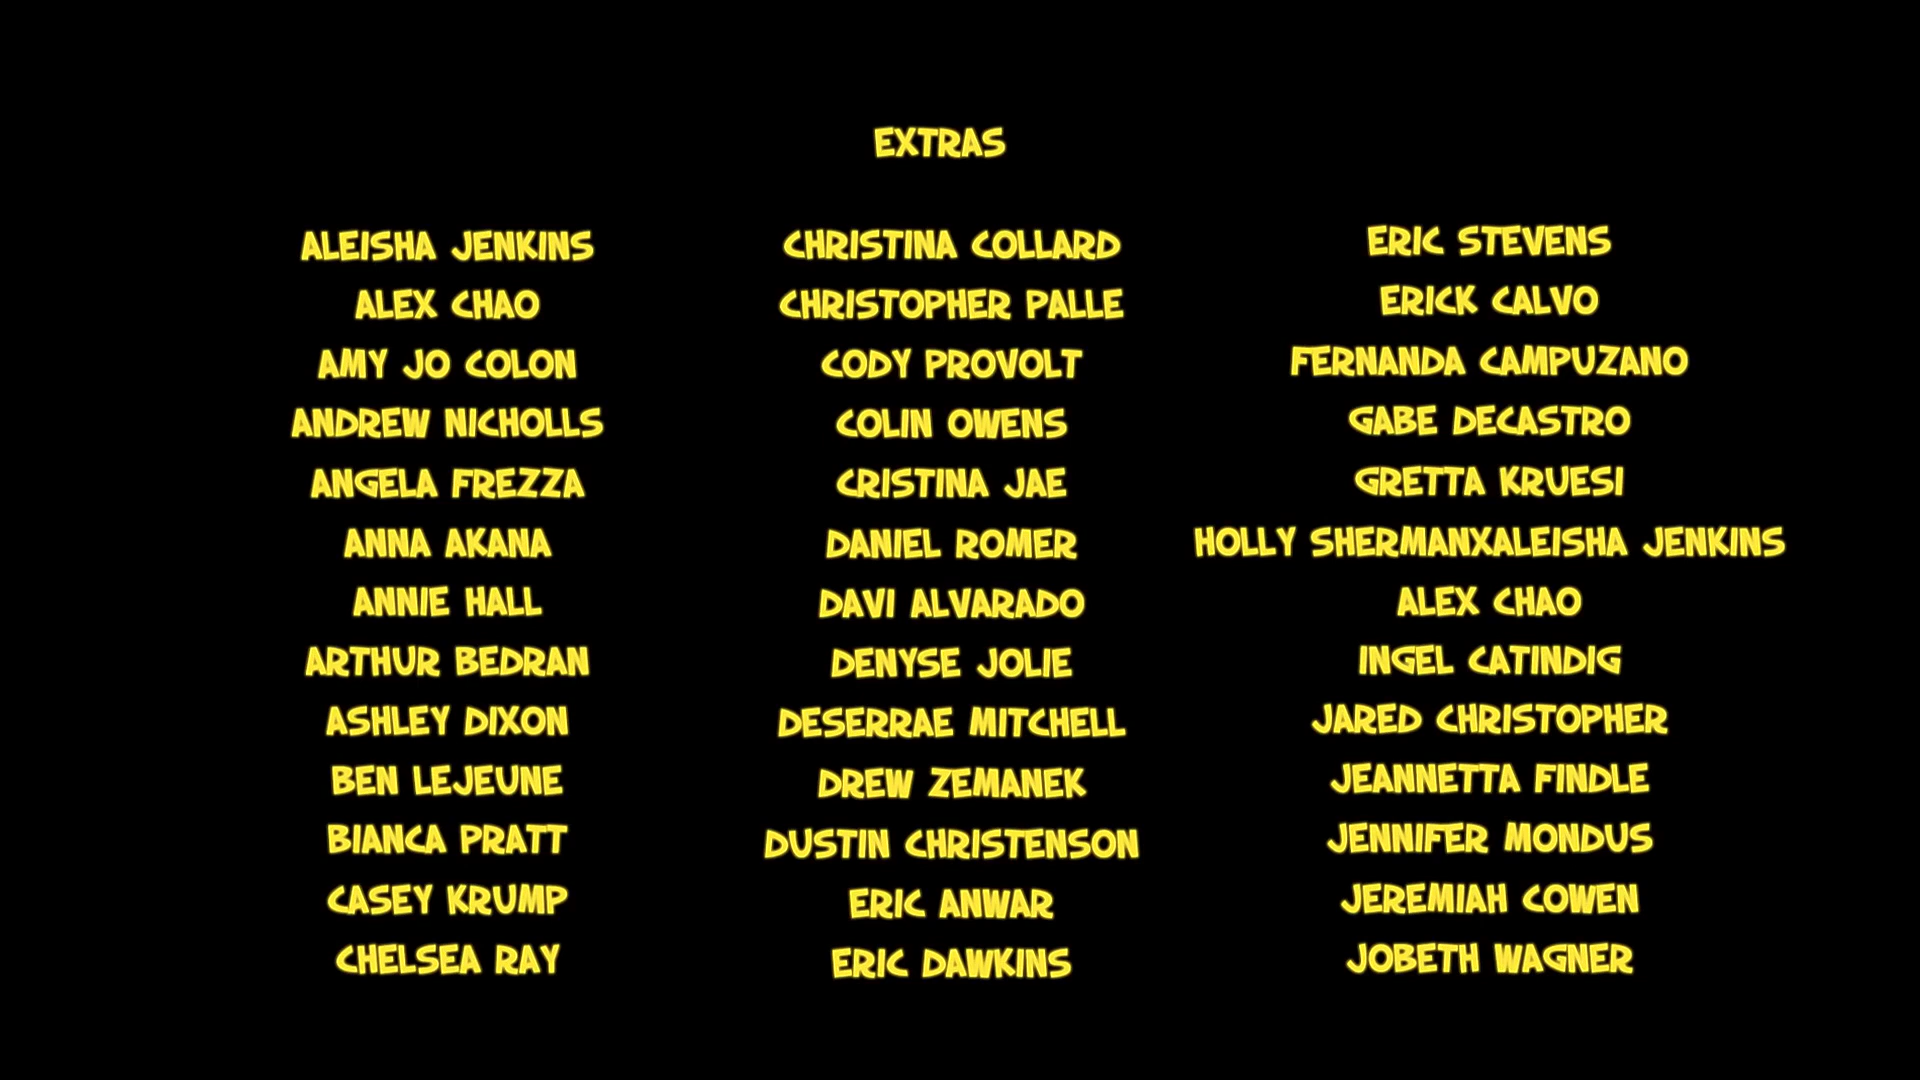 EXTRAS
ALEISHA JENKINS
ALEX CHAO
AMY JO COLON
ANDREW NICHOLLS
ANGELA FREZZA
ANNA AKANA
ANNIE HALL
ARTHUR BEDRAN
ASHLEY DIXON
BEN LEJEUNE
BIANCA PRATT
CASEY KRUMP
CHELSEA RAY
CHRISTINA COLLARD
CHRISTOPHER PALLE
CODY PROVOLT
COLIN OWENS
CRISTINA JAE
DANIEL ROMER
DAVI ALVARADO
DENYSE JOLIE
DESERRAE MITCHELL
DREW ZEMANEK
DUSTIN CHRISTENSON
ERIC ANWAR
ERIC DAWKINS
ERIC STEVENS
ERICK CALVO
FERNANDA CAMPUZANO
GABE DECASTRO
GRETTA KRUESI
HOLLY SHERMANXALEISHA JENKINS
ALEX CHAO
INGEL CATINDIG
JARED CHRISTOPHER
JEANNETTA FINDLE
JENNIFER MONDUS
JEREMIAH COWEN
JOBETH WAGNER